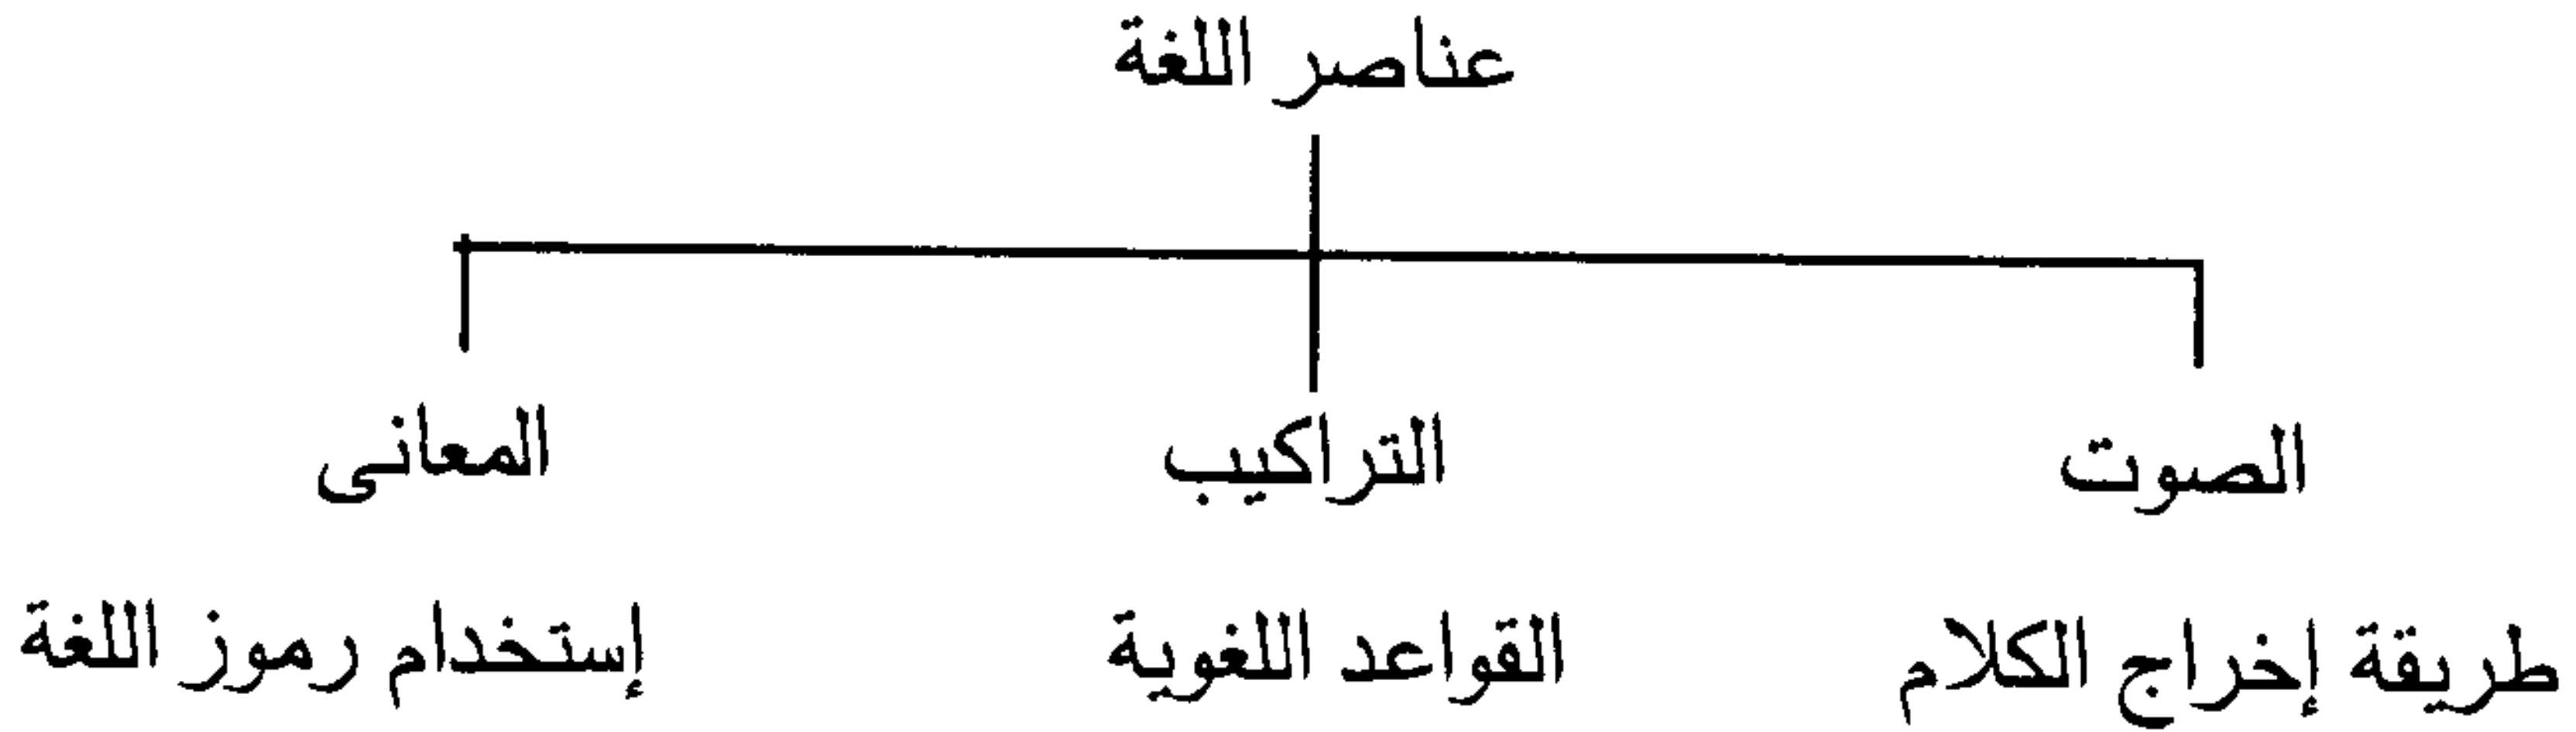 عناصر اللغة
الصوت التراكيب المعانى
طريقة إخراج الكلام القواعد اللغوية إستخدام رموز اللغة